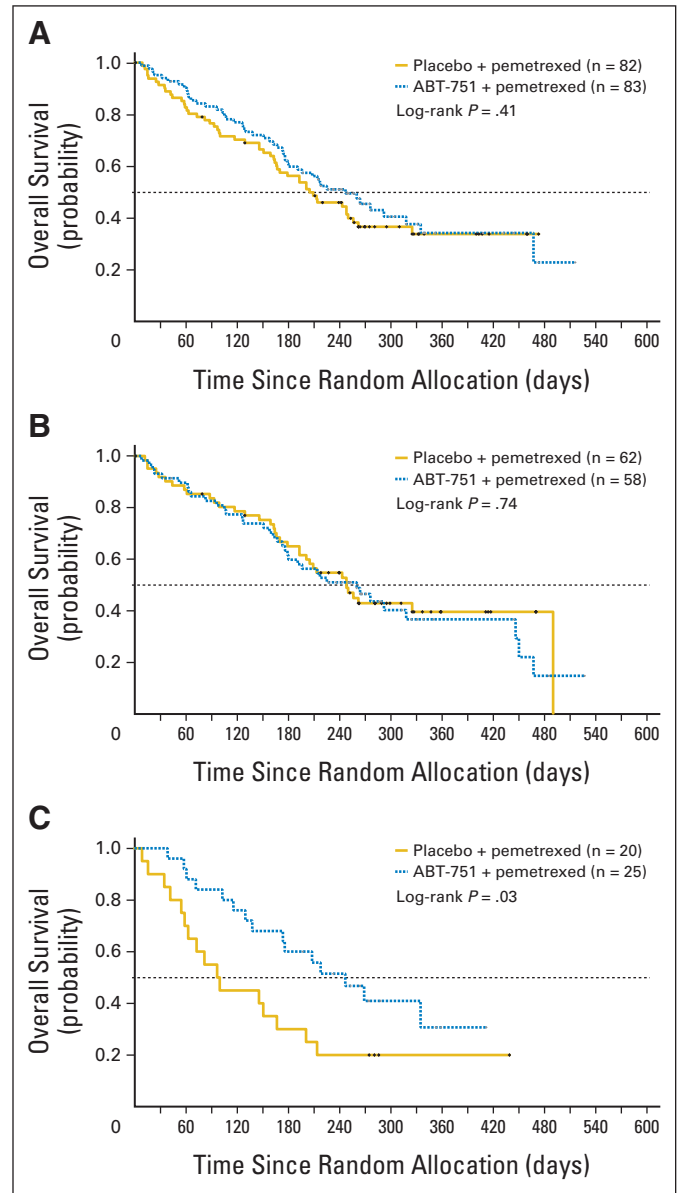 A
1.0
0.8
0.6
0.4
0.2
0
Overall Survival
(probability)
Placebo + pemetrexed (n = 82)
ABT-751 + pemetrexed (n = 83)
Log-rank P = .41
60 120 180 240 300 360 420 480 540 600
Time Since Random Allocation (days)
B
1.0
0.8
0.6
0.4
0.2
0
Overall Survival
(probability)
Placebo + pemetrexed (n = 62)
ABT-751 + pemetrexed (n = 58)
Log-rank P = .74
60 120 180 240 300 360 420 480 540 600
Time Since Random Allocation (days)
C
1.0
0.8
0.6
0.4
0.2
0
Overall Survival
(probability)
Placebo + pemetrexed (n = 20)
ABT-751 + pemetrexed (n = 25)
Log-rank P = .03
60 120 180 240 300 360 420 480 540 600
Time Since Random Allocation (days)